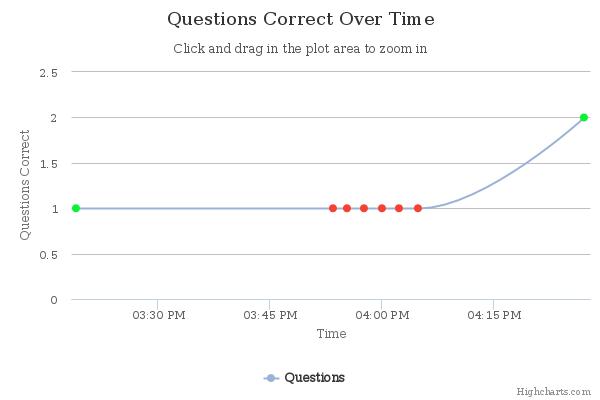 Questions Correct Over Time
Click and drag in the plot area to zoom in
Questions Correct
2.5
2
1.5
1
0.5
0
03:30 PM
03:45 PM
04:00 PM
04:15 PM
Time
Questions
Highcharts.com